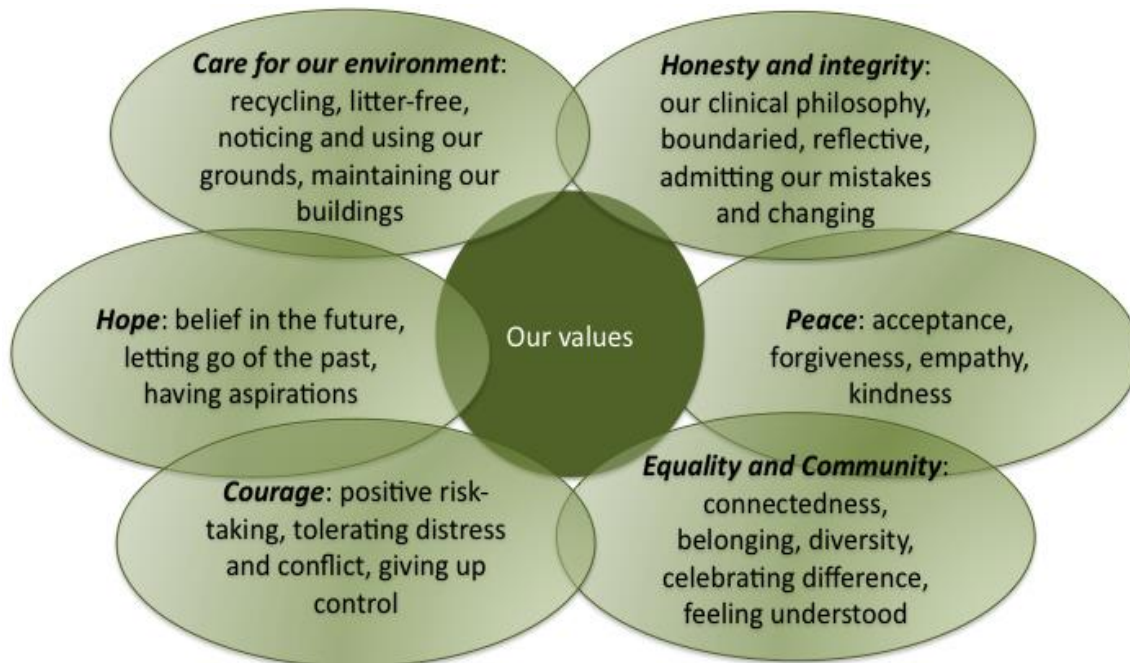 Care for our environment:
recycling, litter-free,
noticing and using our
grounds, maintaining our
buildings
Honesty and integrity:
our clinical philosophy,
boundaried, reflective,
admitting our mistakes
and changing
Hope: belief in the future,
letting go of the past,
having aspirations
Our values
Peace: acceptance,
forgiveness, empathy,
kindness
Courage: positive risk-
taking, tolerating distress
and conflict, giving up
control
Equality and Community:
connectedness,
belonging, diversity,
celebrating difference,
feeling understood